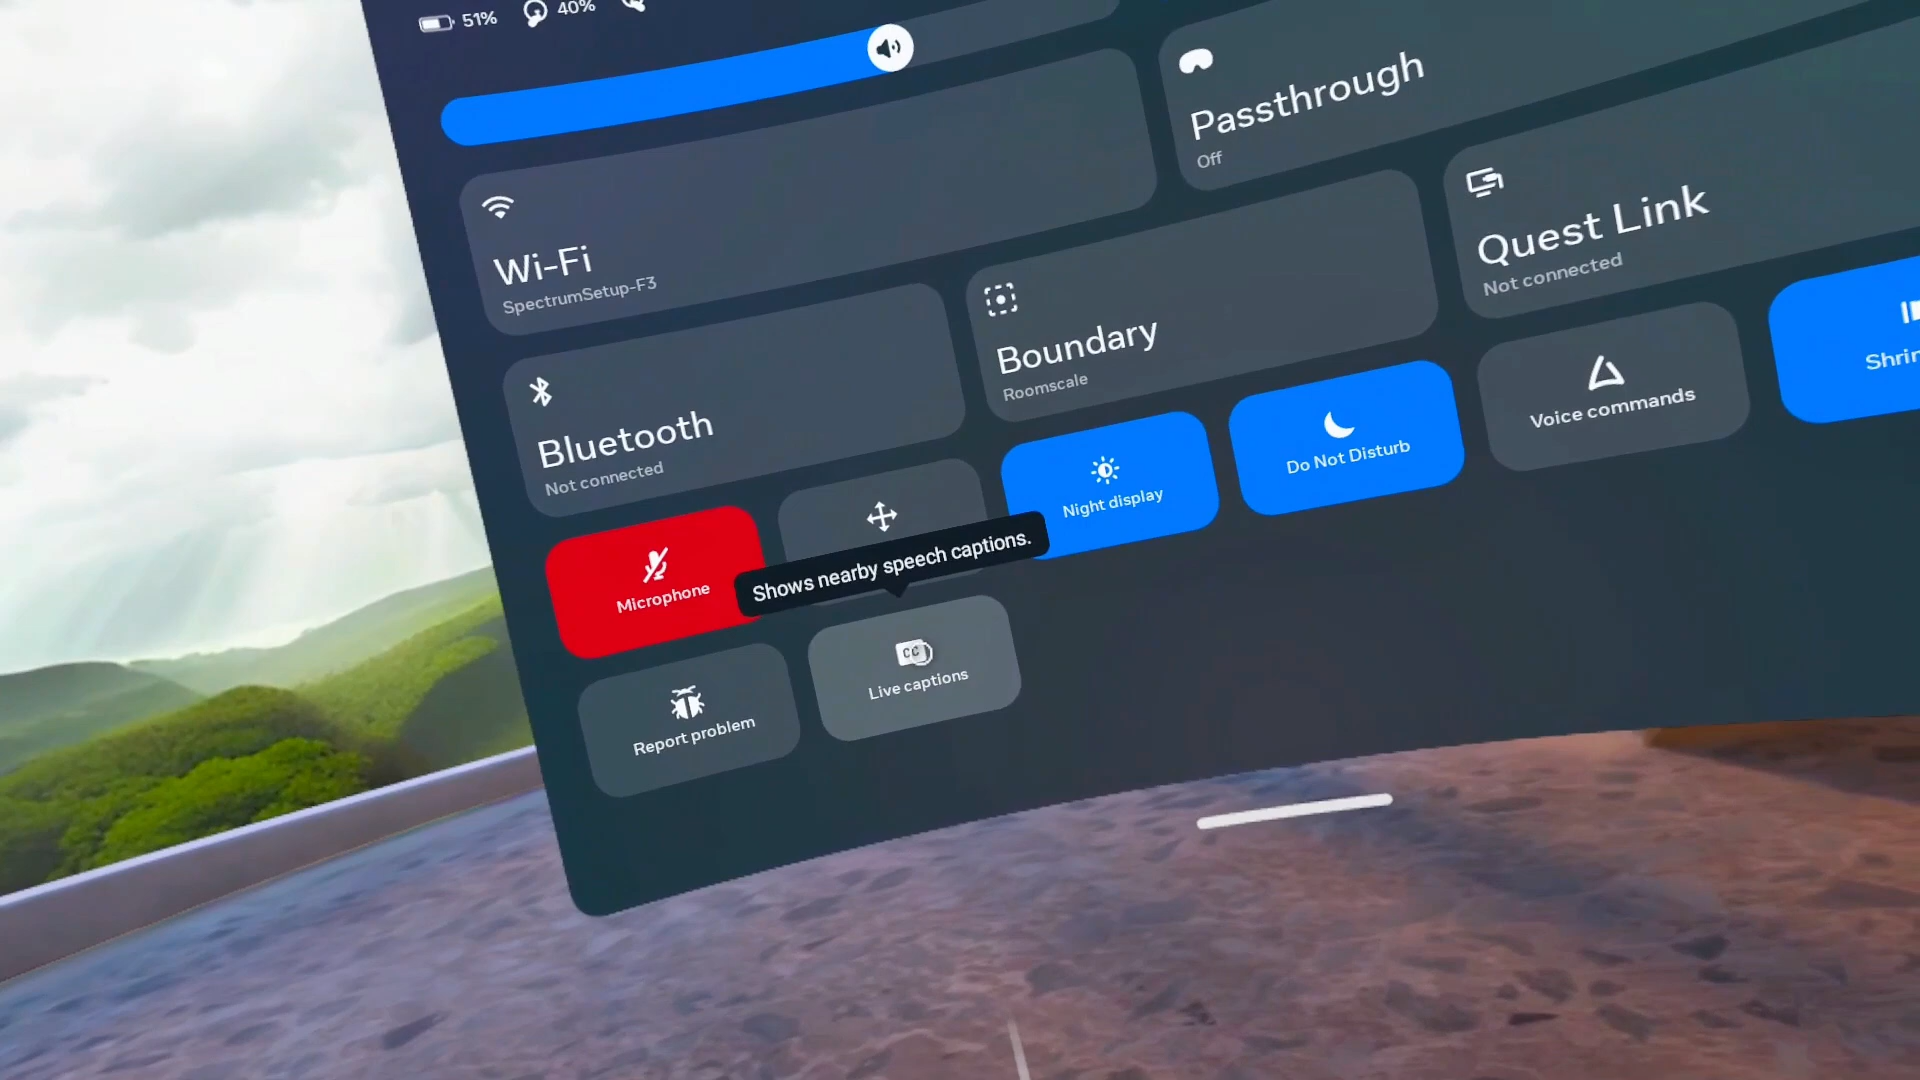 51%
40%
Wi-Fi
SpectrumSetup-F3
Passthrough
Off
Bluetooth
Not connected
Boundary
Roomscale
Quest Link
Not connected
Microphone
Night display
Do Not Disturb
Voice commands
Shows nearby speech captions.
Report problem
CC
Live captions